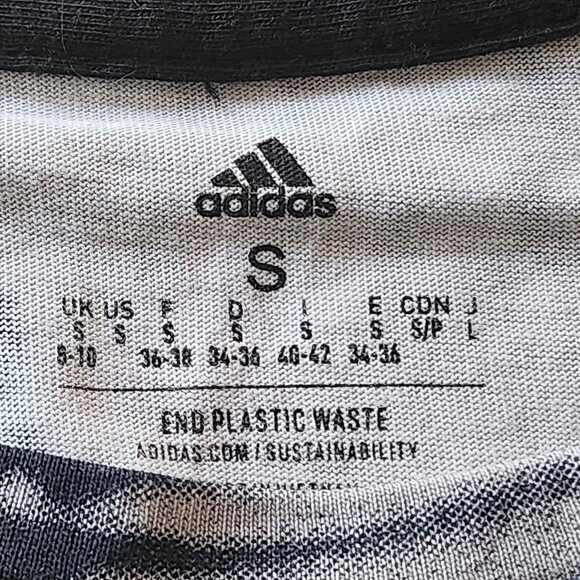 adidas
S
UK US F D I E CDN J
S S S S S S S/P L
8-10 36-38 34-36 40-42 34-36
END PLASTIC WASTE
ADIDAS.COM/SUSTAINABILITY